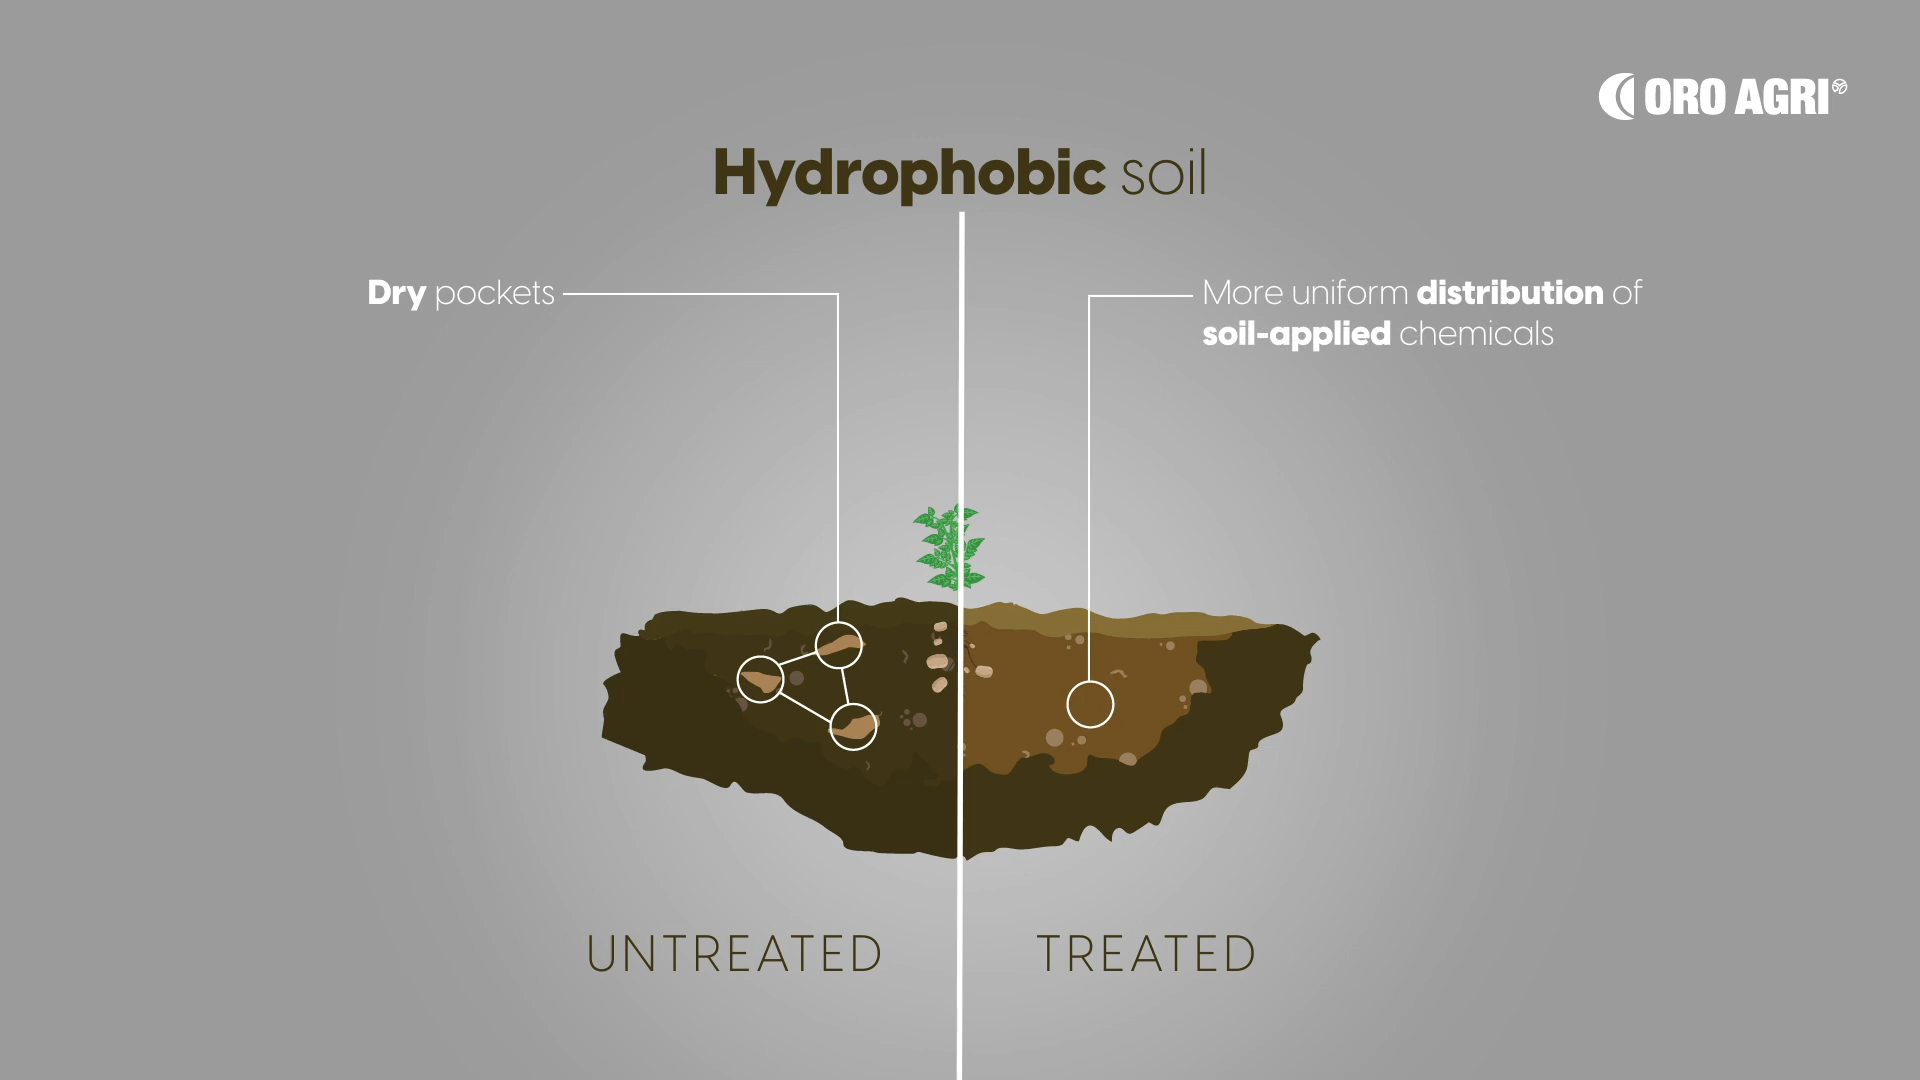 ORO AGRI
Hydrophobic soil
Dry pockets
More uniform distribution of
soil-applied chemicals
UNTREATED
TREATED